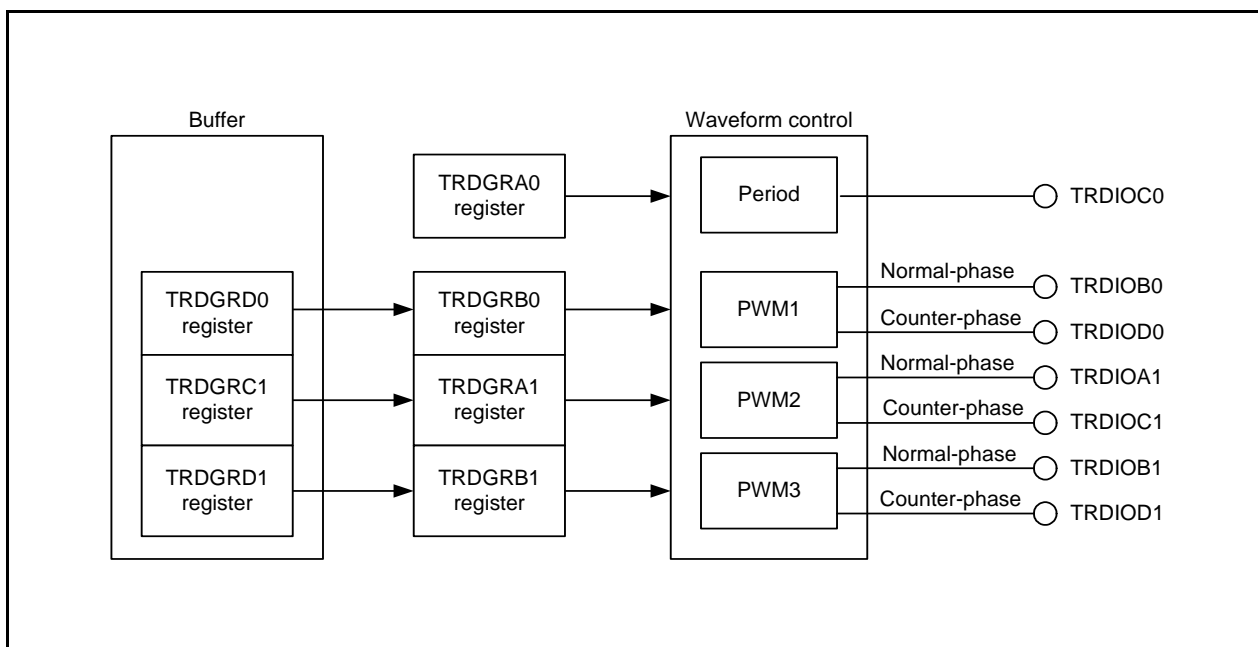 Buffer
Waveform control
TRDGRA0
register
Period
TRDIOC0
TRDGRD0
register
TRDGRB0
register
PWM1
Normal-phase
TRDIOB0
Counter-phase
TRDIOD0
TRDGRC1
register
TRDGRA1
register
PWM2
Normal-phase
TRDIOA1
Counter-phase
TRDIOC1
TRDGRD1
register
TRDGRB1
register
PWM3
Normal-phase
TRDIOB1
Counter-phase
TRDIOD1